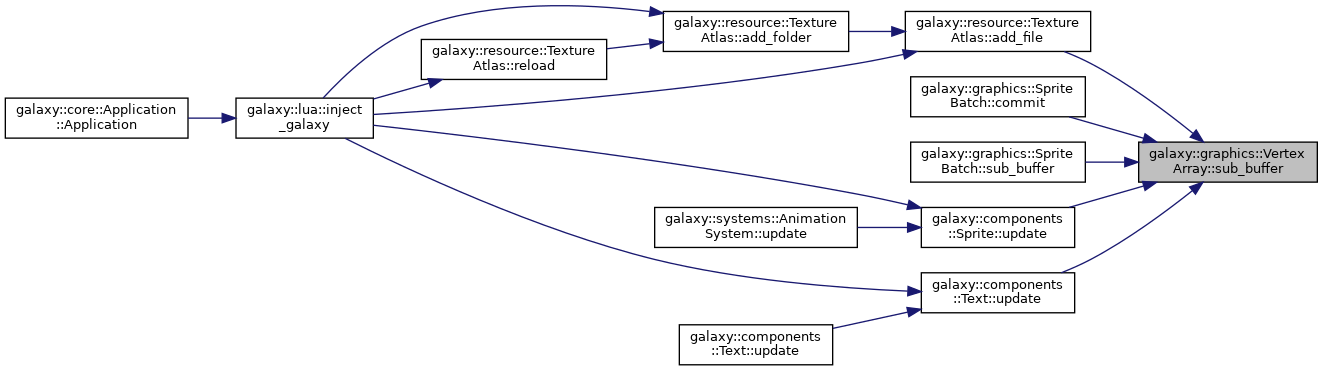 galaxy::core::Application
::Application
galaxy::lua::inject
_galaxy
galaxy::resource::Texture
Atlas::reload
galaxy::resource::Texture
Atlas::add_folder
galaxy::resource::Texture
Atlas::add_file
galaxy::graphics::Sprite
Batch::commit
galaxy::graphics::Sprite
Batch::sub_buffer
galaxy::graphics::Vertex
Array::sub_buffer
galaxy::systems::Animation
System::update
galaxy::components
::Sprite::update
galaxy::components
::Text::update
galaxy::components
::Text::update